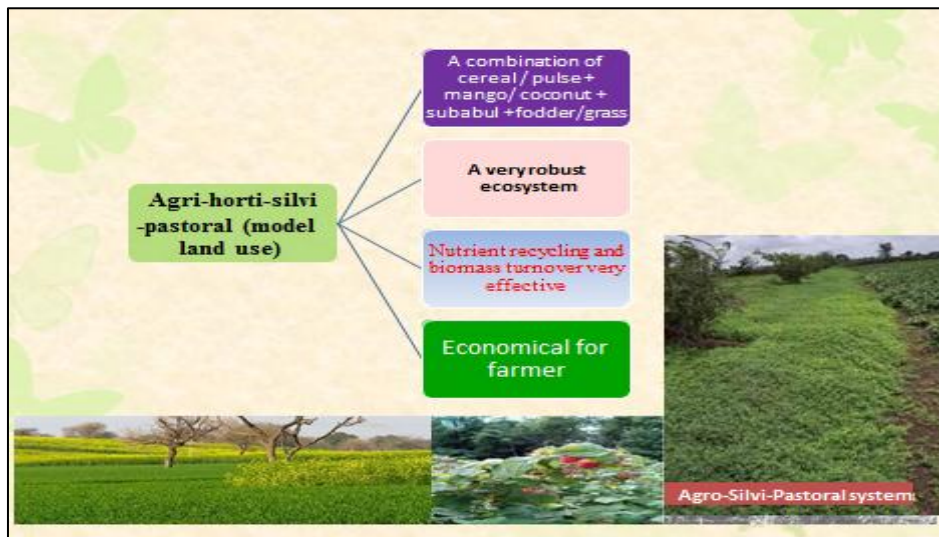 A combination of
cereal / pulse+
mango/ coconut +
subabul +fodder/grass
A very robust
ecosystem
Agri-horti-silvi
-pastoral (model
land use)
Nutrient recycling and
biomass turnover very
effective
Economical for
farmer
Agro-Silvi-Pastoral system